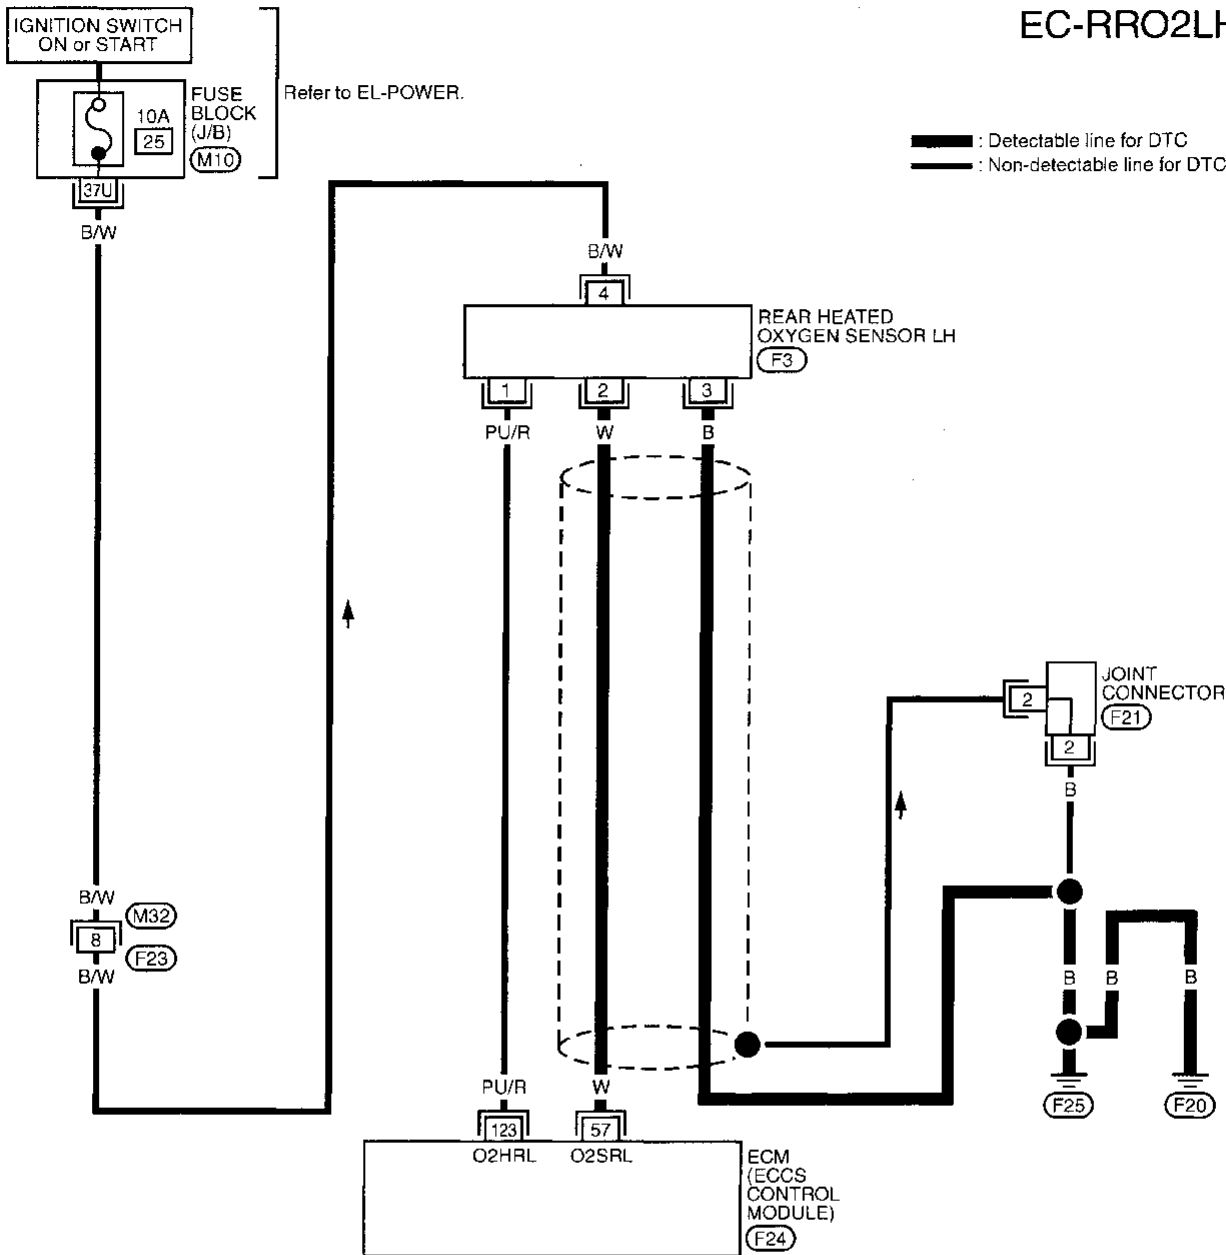 EC-RRO2LH
IGNITION SWITCH
ON or START
FUSE
BLOCK
(J/B)
M10
10A
25
37U
Refer to EL-POWER.
: Detectable line for DTC
: Non-detectable line for DTC
B/W
B/W
4
REAR HEATED
OXYGEN SENSOR LH
F3
1
2
3
PU/R
W
B
2
JOINT
CONNECTOR
F21
2
B
B/W
M32
8
F23
B/W
B
B
B
F25
F20
PU/R
W
123
57
O2HRL
O2SRL
ECM
(ECCS
CONTROL
MODULE)
F24